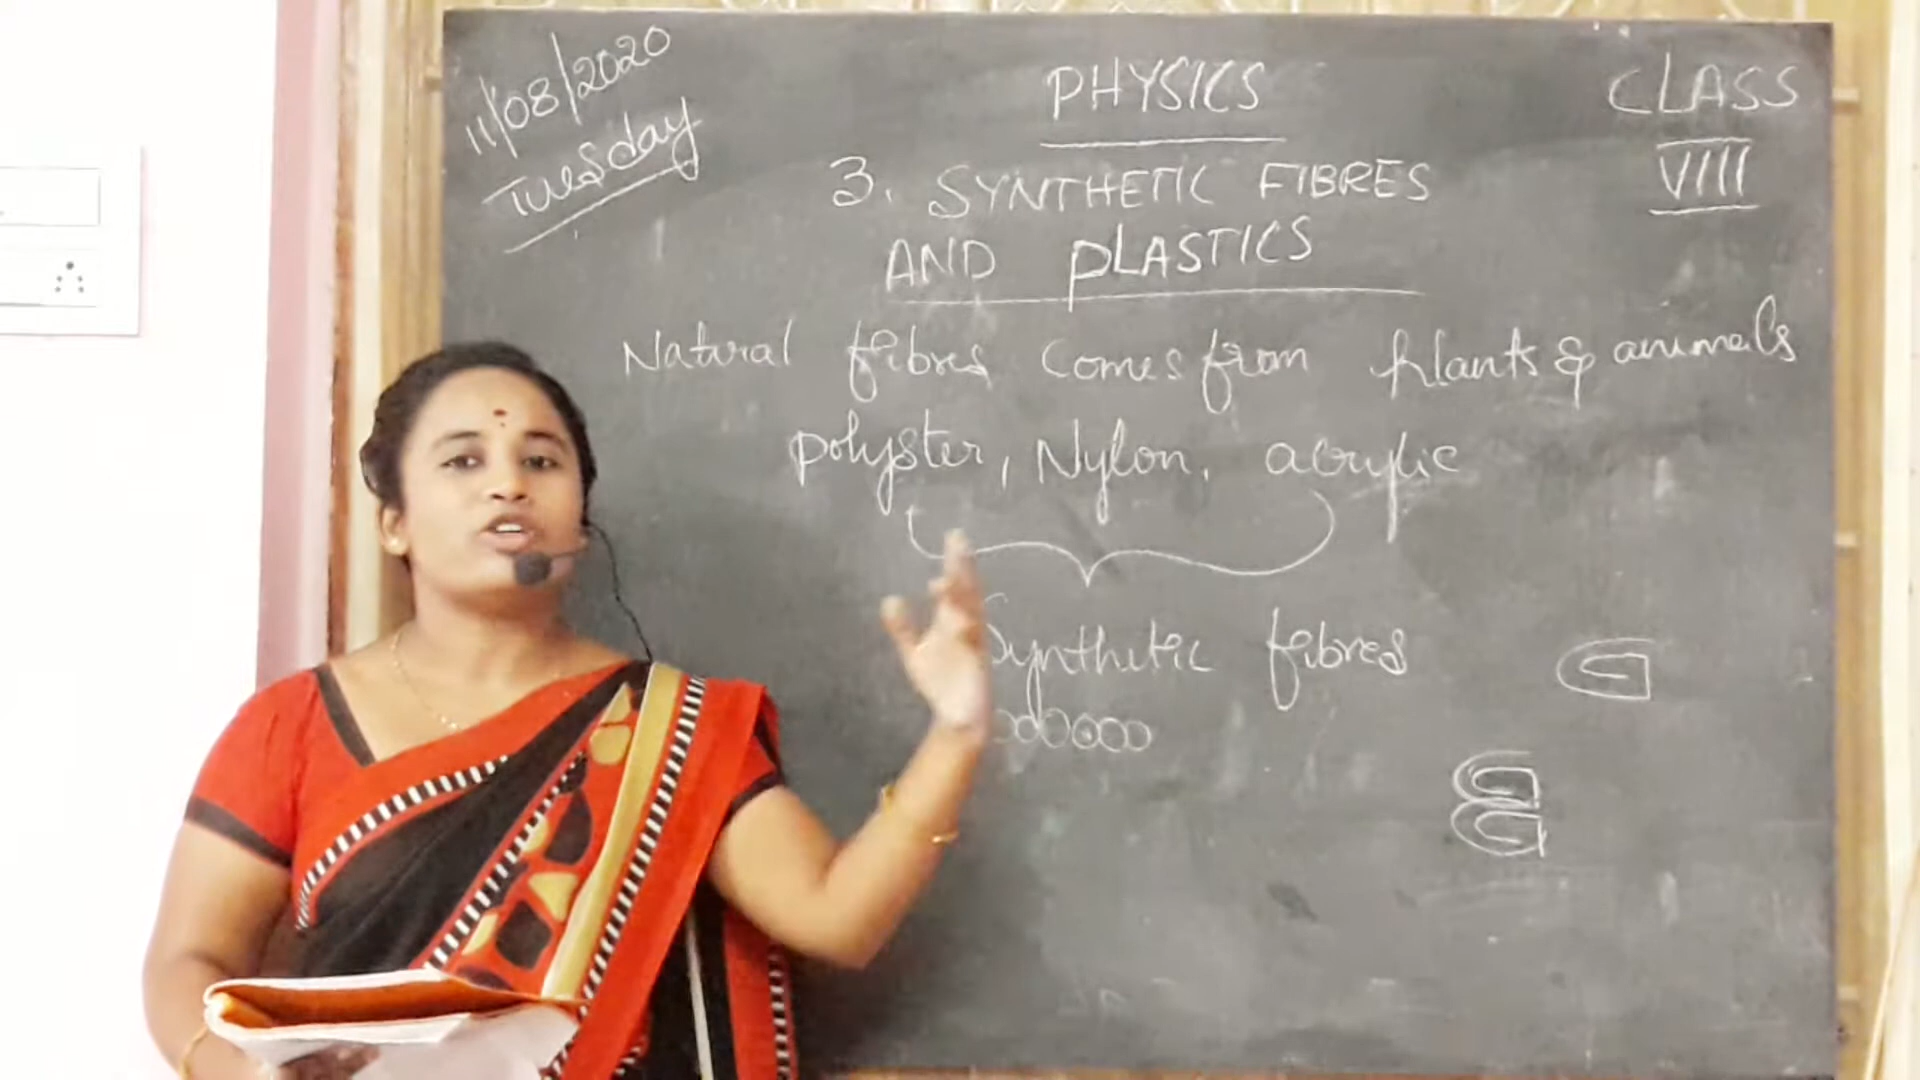 11/08/2020
Tuesday
PHYSICS
CLASS
VIII
3. SYNTHETIC FIBRES
AND PLASTICS
Natural fibres comes from plants & animals
polyster, Nylon, acrylic
Synthetic fibres